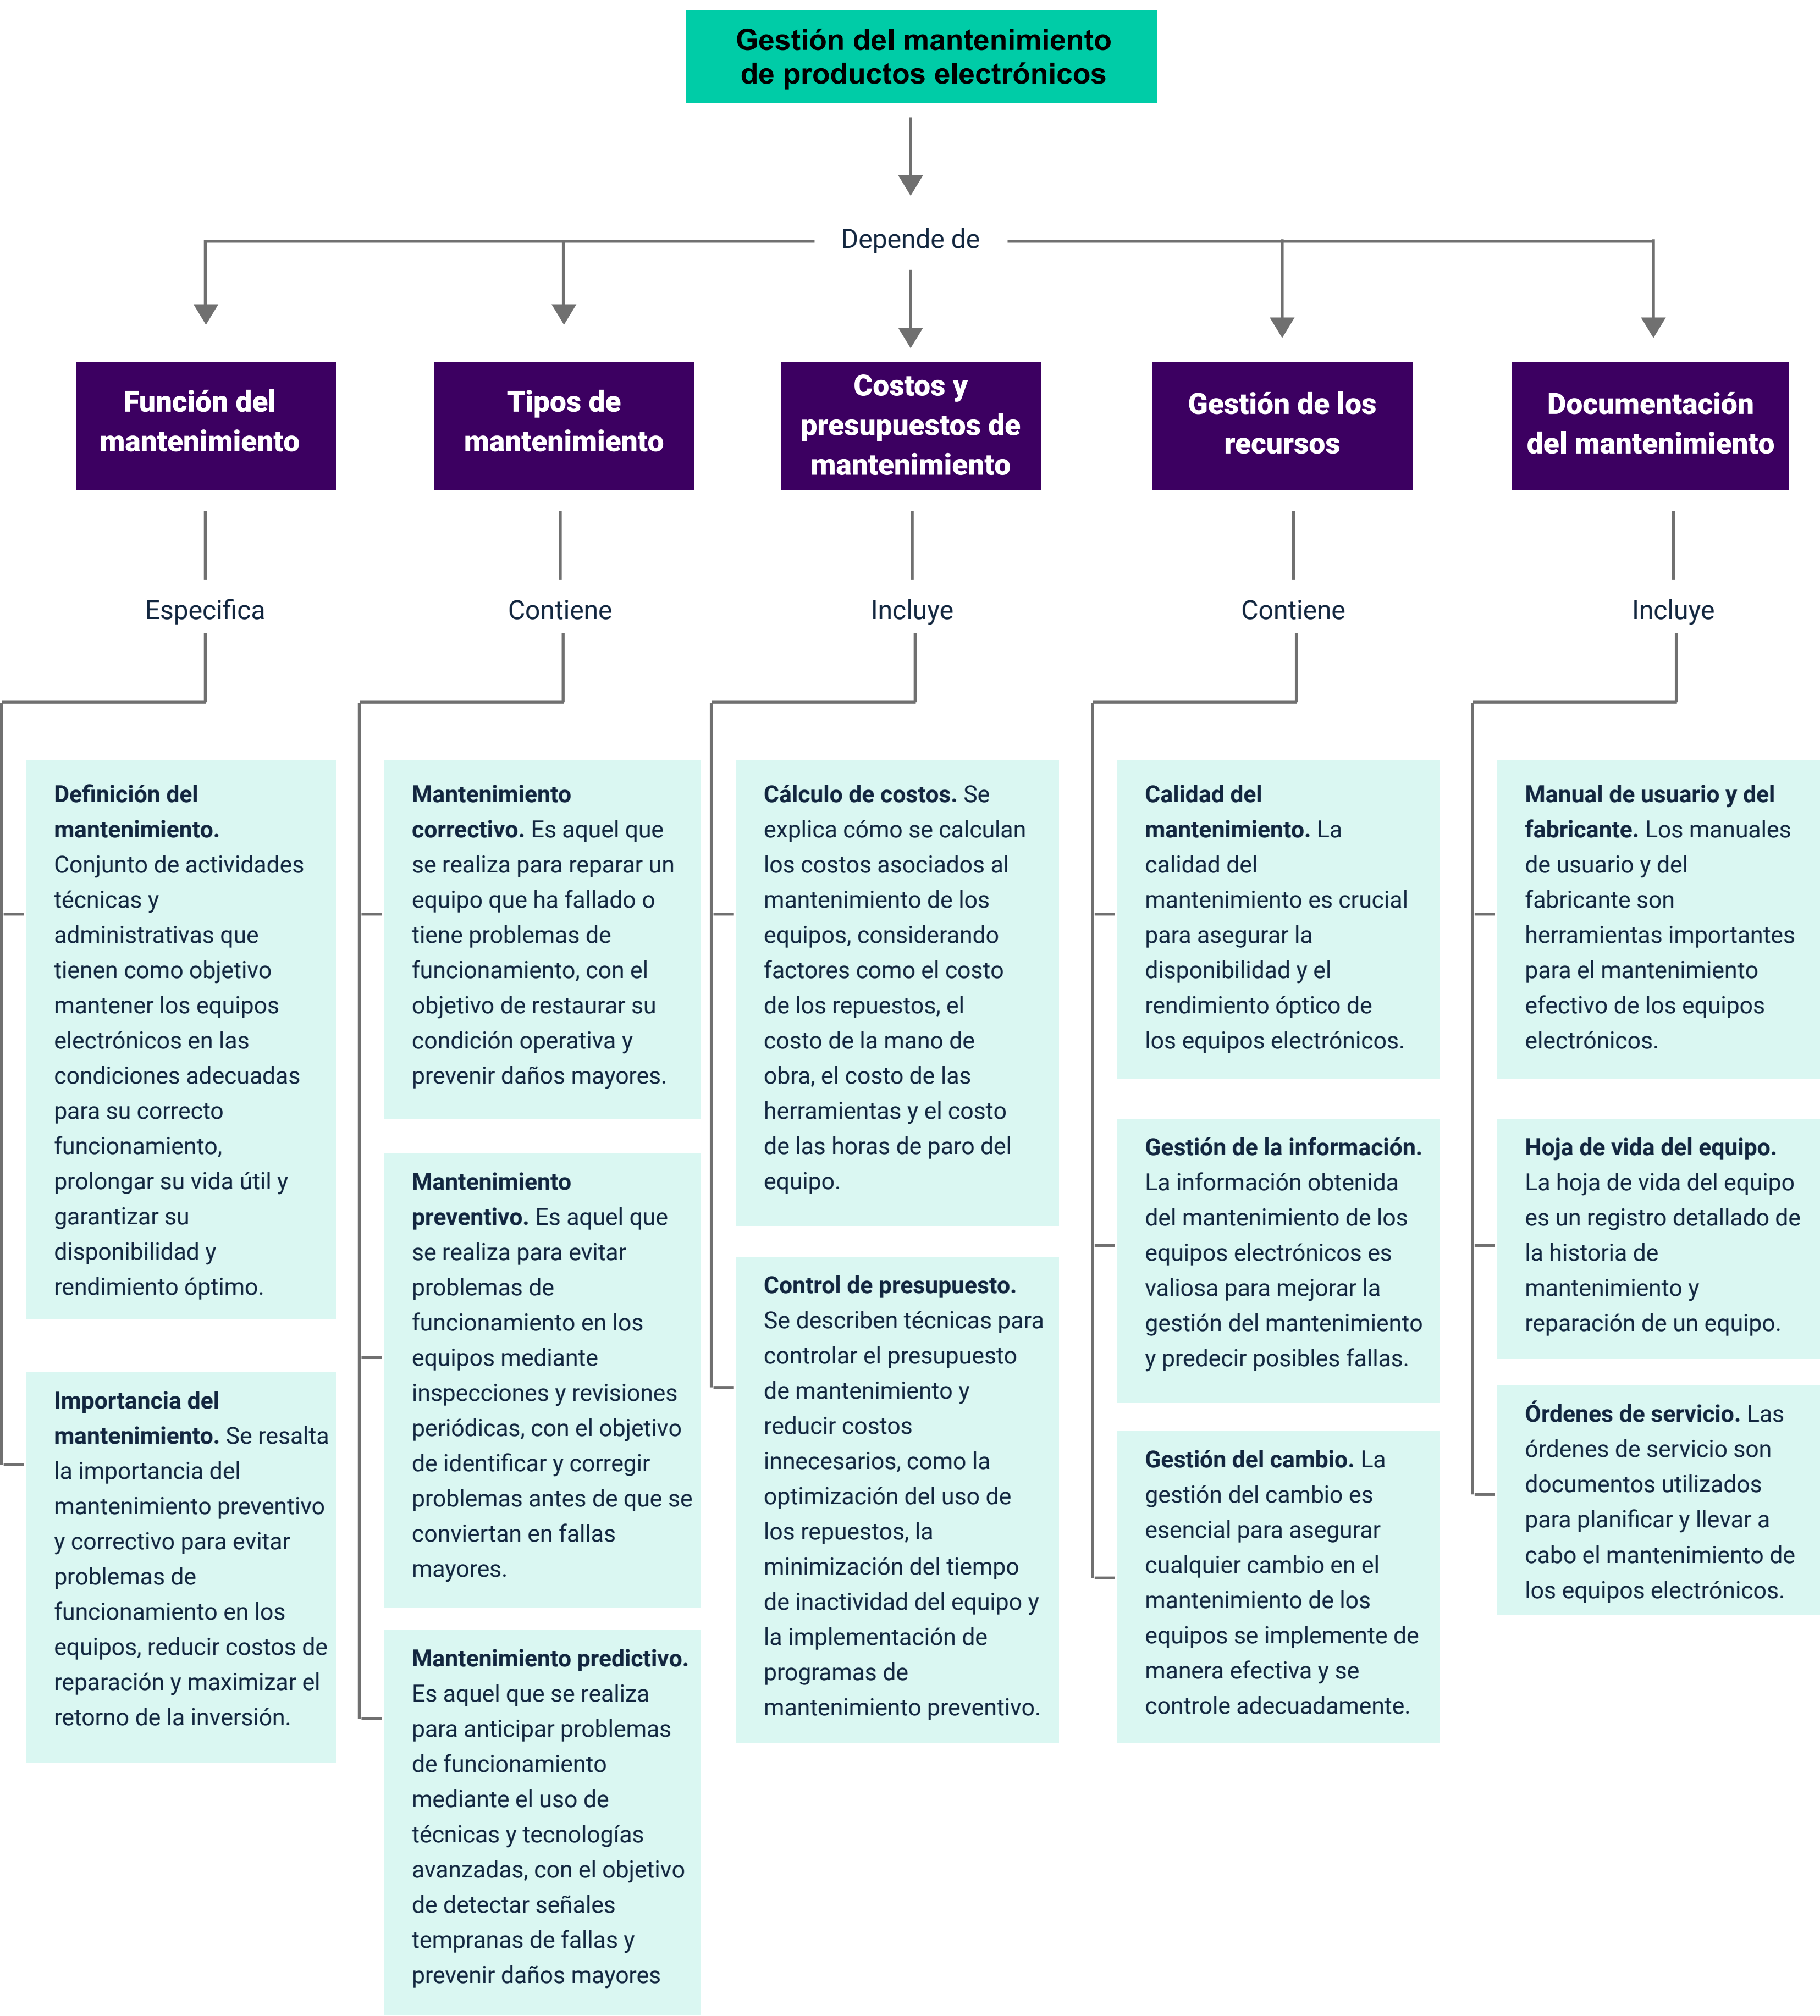 Gestión del mantenimiento
de productos electrónicos
Depende de
Función del
mantenimiento
Especifica
Definición del
mantenimiento.
Conjunto de actividades
técnicas y
administrativas que
tienen como objetivo
mantener los equipos
electrónicos en las
condiciones adecuadas
para su correcto
funcionamiento,
prolongar su vida útil y
garantizar su
disponibilidad y
rendimiento óptimo.
Importancia del
mantenimiento. Se resalta
la importancia del
mantenimiento preventivo
y correctivo para evitar
problemas de
funcionamiento en los
equipos, reducir costos de
reparación y maximizar el
retorno de la inversión.
Tipos de
mantenimiento
Contiene
Mantenimiento
correctivo. Es aquel que
se realiza para reparar un
equipo que ha fallado o
tiene problemas de
funcionamiento, con el
objetivo de restaurar su
condición operativa y
prevenir daños mayores.
Mantenimiento
preventivo. Es aquel que
se realiza para evitar
problemas de
funcionamiento en los
equipos mediante
inspecciones y revisiones
periódicas, con el objetivo
de identificar y corregir
problemas antes de que se
conviertan en fallas
mayores.
Mantenimiento predictivo.
Es aquel que se realiza
para anticipar problemas
de funcionamiento
mediante el uso de
técnicas y tecnologías
avanzadas, con el objetivo
de detectar señales
tempranas de fallas y
prevenir daños mayores
Costos y
presupuestos de
mantenimiento
Incluye
Cálculo de costos. Se
explica cómo se calculan
los costos asociados al
mantenimiento de los
equipos, considerando
factores como el costo
de los repuestos, el
costo de la mano de
obra, el costo de las
herramientas y el costo
de las horas de paro del
equipo.
Control de presupuesto.
Se describen técnicas para
controlar el presupuesto
de mantenimiento y
reducir costos
innecesarios, como la
optimización del uso de
los repuestos, la
minimización del tiempo
de inactividad del equipo y
la implementación de
programas de
mantenimiento preventivo.
Gestión de los
recursos
Contiene
Calidad del
mantenimiento. La
calidad del
mantenimiento es crucial
para asegurar la
disponibilidad y el
rendimiento óptico de
los equipos electrónicos.
Gestión de la información.
La información obtenida
del mantenimiento de los
equipos electrónicos es
valiosa para mejorar la
gestión del mantenimiento
y predecir posibles fallas.
Gestión del cambio. La
gestión del cambio es
esencial para asegurar
cualquier cambio en el
mantenimiento de los
equipos se implemente de
manera efectiva y se
controle adecuadamente.
Documentación
del mantenimiento
Incluye
Manual de usuario y del
fabricante. Los manuales
de usuario y del
fabricante son
herramientas importantes
para el mantenimiento
efectivo de los equipos
electrónicos.
Hoja de vida del equipo.
La hoja de vida del equipo
es un registro detallado de
la historia de
mantenimiento y
reparación de un equipo.
Órdenes de servicio. Las
órdenes de servicio son
documentos utilizados
para planificar y llevar a
cabo el mantenimiento de
los equipos electrónicos.